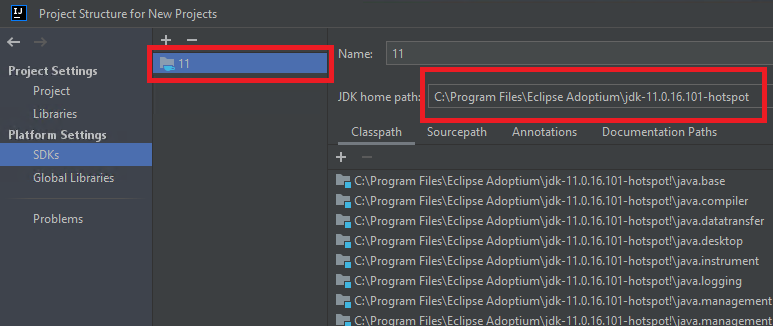 IJ Project Structure for New Projects
Project Settings
Project
Libraries
Platform Settings
SDKs
Global Libraries
Problems
11
Name: 11
JDK home path: C:\Program Files\Eclipse Adoptium\jdk-11.0.16.101-hotspot
Classpath Sourcepath Annotations Documentation Paths
C:\Program Files\Eclipse Adoptium\jdk-11.0.16.101-hotspot!\java.base
C:\Program Files\Eclipse Adoptium\jdk-11.0.16.101-hotspot!\java.compiler
C:\Program Files\Eclipse Adoptium\jdk-11.0.16.101-hotspot!\java.datatransfer
C:\Program Files\Eclipse Adoptium\jdk-11.0.16.101-hotspot!\java.desktop
C:\Program Files\Eclipse Adoptium\jdk-11.0.16.101-hotspot!\java.instrument
C:\Program Files\Eclipse Adoptium\jdk-11.0.16.101-hotspot!\java.logging
C:\Program Files\Eclipse Adoptium\jdk-11.0.16.101-hotspot!\java.management
C:\Program Files\Eclipse Adoptium\jdk-11.0.16.101-hotspot!\java.management